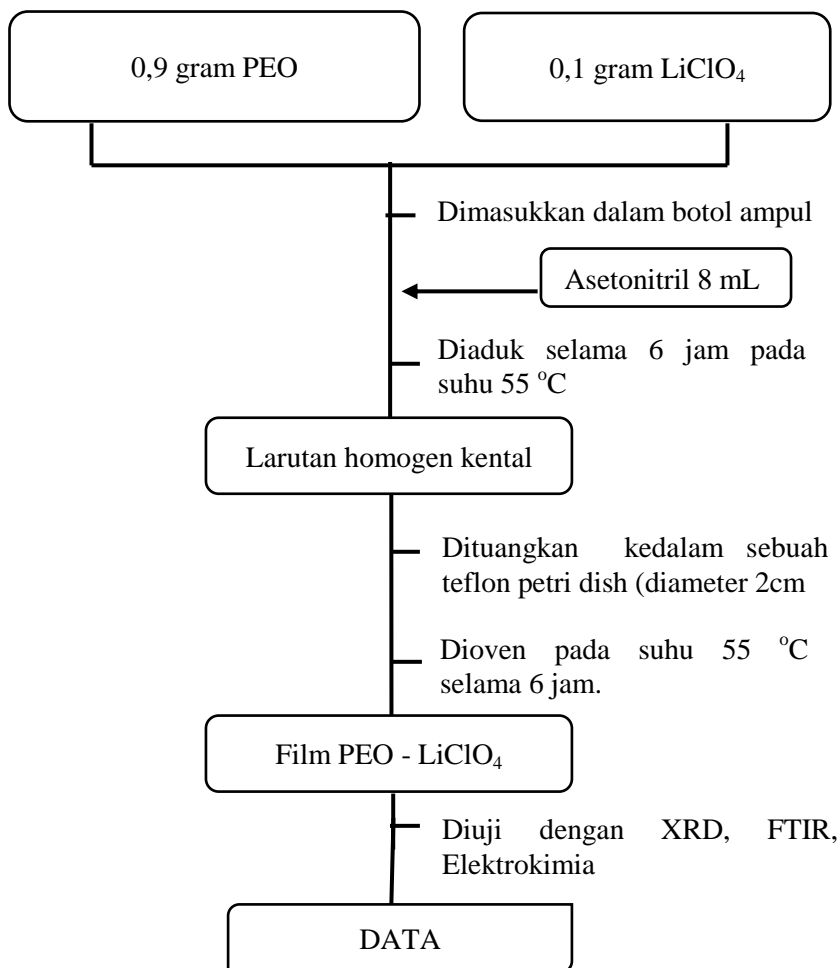 0,9 gram PEO
0,1 gram LiClO₄
Dimasukkan dalam botol ampul
Asetonitril 8 mL
Diaduk selama 6 jam pada
suhu 55 °C
Larutan homogen kental
Dituangkan kedalam sebuah
teflon petri dish (diameter 2cm
Dioven pada suhu 55 °C
selama 6 jam.
Film PEO - LiClO₄
Diuji dengan XRD, FTIR,
Elektrokimia
DATA